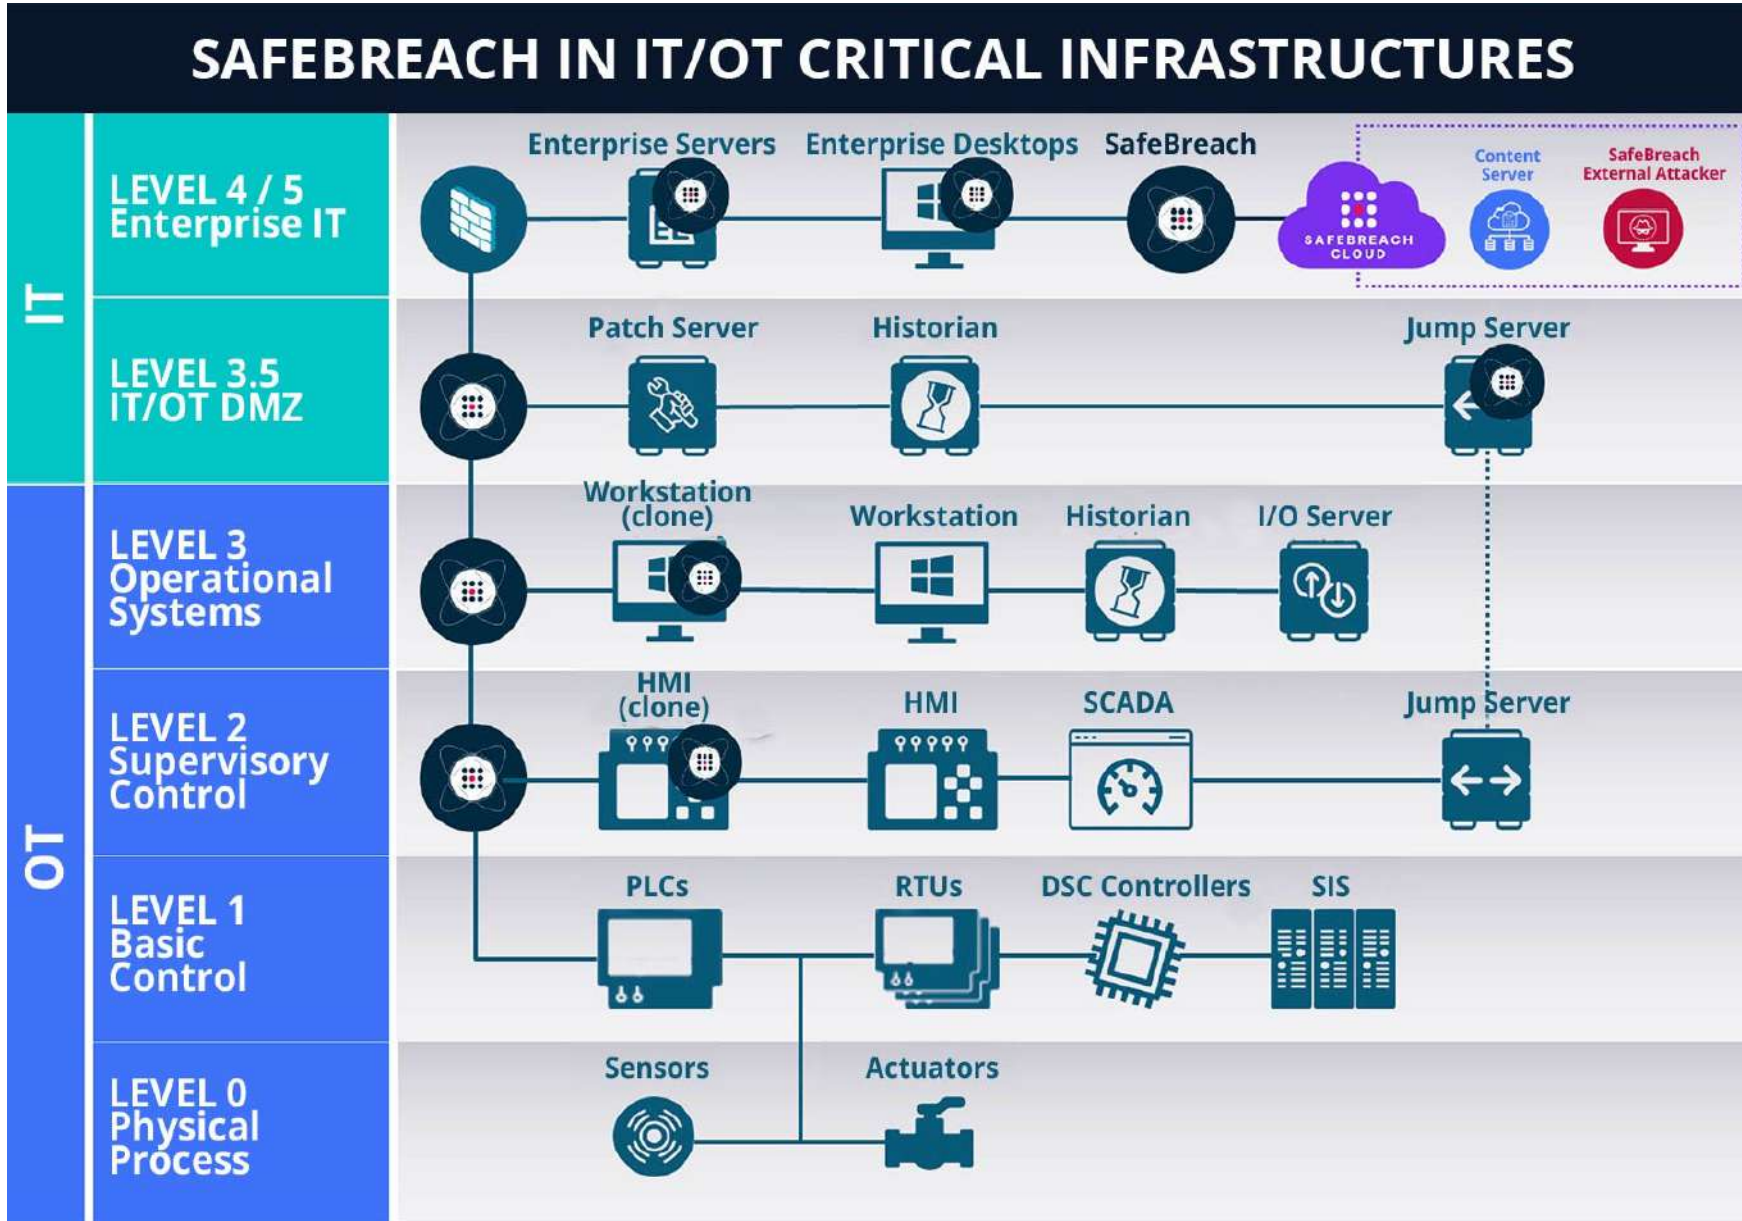 SAFEBREACH IN IT/OT CRITICAL INFRASTRUCTURES
IT
LEVEL 4 / 5
Enterprise IT
Enterprise Servers
Enterprise Desktops
SafeBreach
SAFEBREACH
CLOUD
Content
Server
SafeBreach
External Attacker
LEVEL 3.5
IT/OT DMZ
Patch Server
Historian
Jump Server
OT
LEVEL 3
Operational
Systems
Workstation
(clone)
Workstation
Historian
I/O Server
LEVEL 2
Supervisory
Control
HMI
(clone)
HMI
SCADA
Jump Server
LEVEL 1
Basic
Control
PLCs
RTUs
DSC Controllers
SIS
LEVEL 0
Physical
Process
Sensors
Actuators